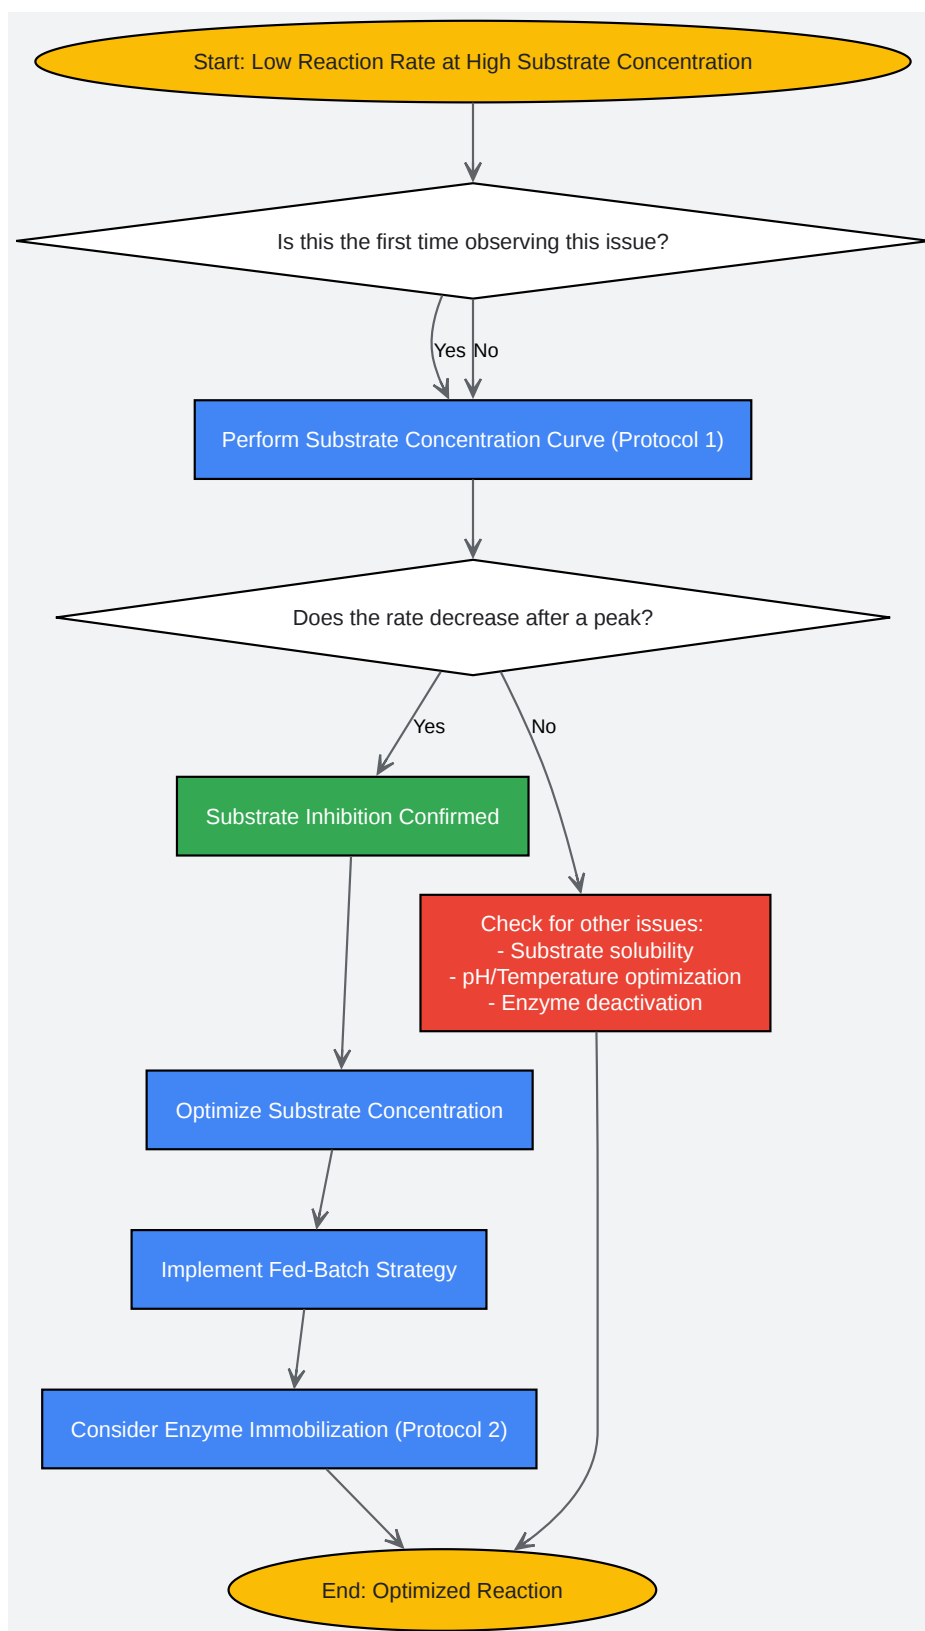 Start: Low Reaction Rate at High Substrate Concentration
Is this the first time observing this issue?
Yes
No
Perform Substrate Concentration Curve (Protocol 1)
Does the rate decrease after a peak?
Yes
No
Substrate Inhibition Confirmed
Check for other issues:
- Substrate solubility
- pH/Temperature optimization
- Enzyme deactivation
Optimize Substrate Concentration
Implement Fed-Batch Strategy
Consider Enzyme Immobilization (Protocol 2)
End: Optimized Reaction